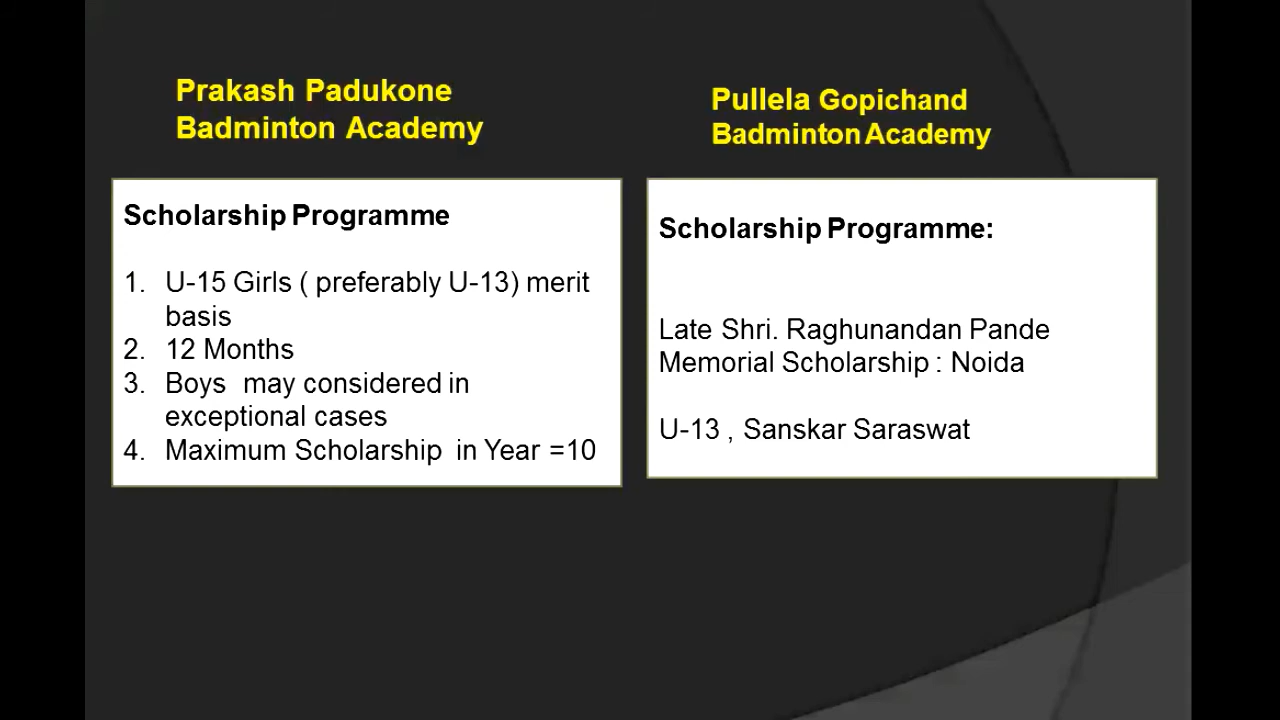 Prakash Padukone
Badminton Academy
Scholarship Programme
1. U-15 Girls ( preferably U-13) merit
basis
2. 12 Months
3. Boys  may considered in
exceptional cases
4. Maximum Scholarship  in Year =10
Pullela Gopichand
Badminton Academy
Scholarship Programme:
Late Shri. Raghunandan Pande
Memorial Scholarship : Noida
U-13 , Sanskar Saraswat